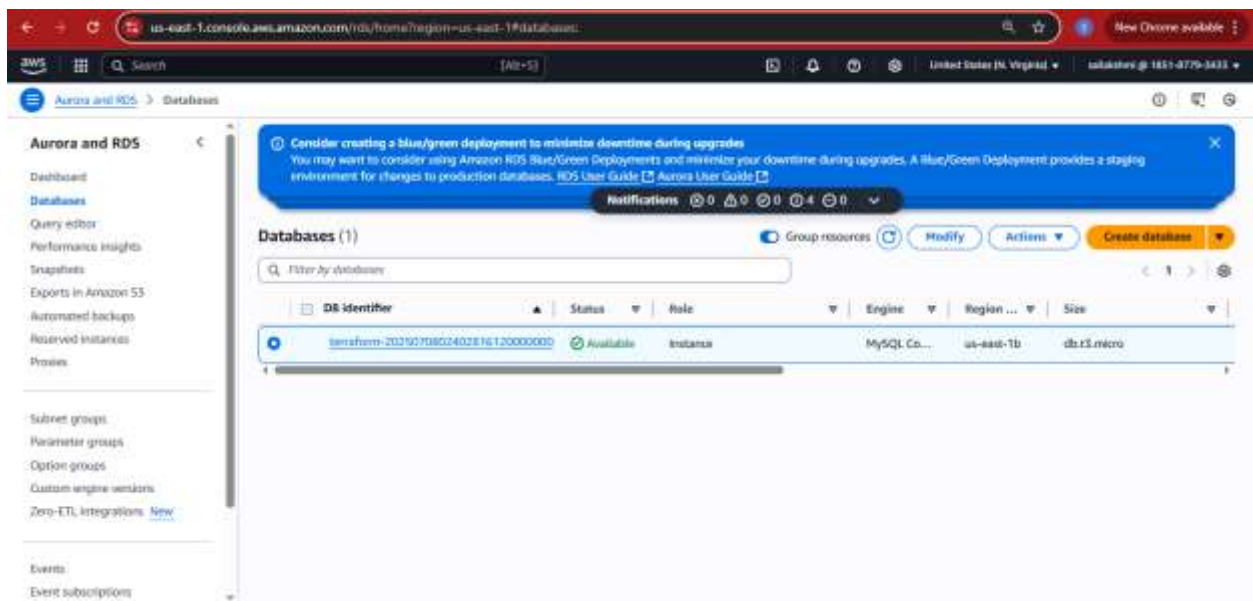 us-east-1.console.aws.amazon.com/rds/home?region=us-east-1#databases:
New Chrome available
aws
Search
[Alt+S]
United States (N. Virginia)
Aurora and RDS > Databases
Aurora and RDS
Dashboard
Databases
Query editor
Performance insights
Snapshots
Exports in Amazon S3
Automated backups
Reserved instances
Proxies
Subnet groups
Parameter groups
Option groups
Custom engine versions
Zero-ETL integrations New
Events
Event subscriptions
Consider creating a blue/green deployment to minimize downtime during upgrades
You may want to consider using Amazon RDS Blue/Green Deployments and minimize your downtime during upgrades. A Blue/Green Deployment provides a staging
environment for changes to production databases. RDS User Guide Aurora User Guide
Notifications 0 0 0 4 0
Databases (1)
Group resources
Modify
Actions
Create database
Filter by databases
1
DB identifier Status Role Engine Region ... Size
Available Instance MySQL Co... us-east-1b db.t3.micro